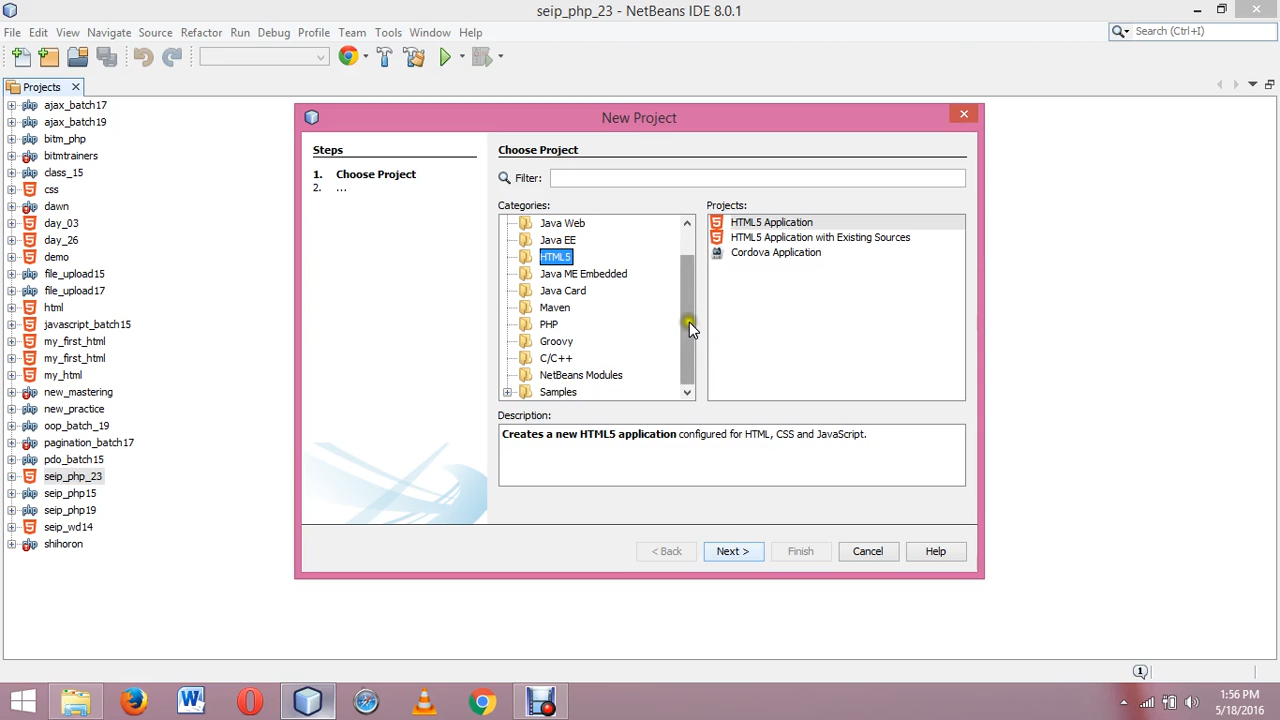 seip_php_23 - NetBeans IDE 8.0.1
File Edit View Navigate Source Refactor Run Debug Profile Team Tools Window Help
Search (Ctrl+I)
Projects
ajax_batch17
ajax_batch19
bitm_php
bitmtrainers
class_15
css
dawn
day_03
day_26
demo
file_upload15
file_upload17
html
javascript_batch15
my_first_html
my_first_html
my_html
new_mastering
new_practice
oop_batch_19
pagination_batch17
pdo_batch15
seip_php_23
seip_php15
seip_php19
seip_wd14
shihoron
New Project
Steps
1. Choose Project
2. ...
Choose Project
Filter:
Categories:
Java Web
Java EE
HTML5
Java ME Embedded
Java Card
Maven
PHP
Groovy
C/C++
NetBeans Modules
Samples
Projects:
HTML5 Application
HTML5 Application with Existing Sources
Cordova Application
Description:
Creates a new HTML5 application configured for HTML, CSS and JavaScript.
< Back Next > Finish Cancel Help
1
1:56 PM
5/18/2016